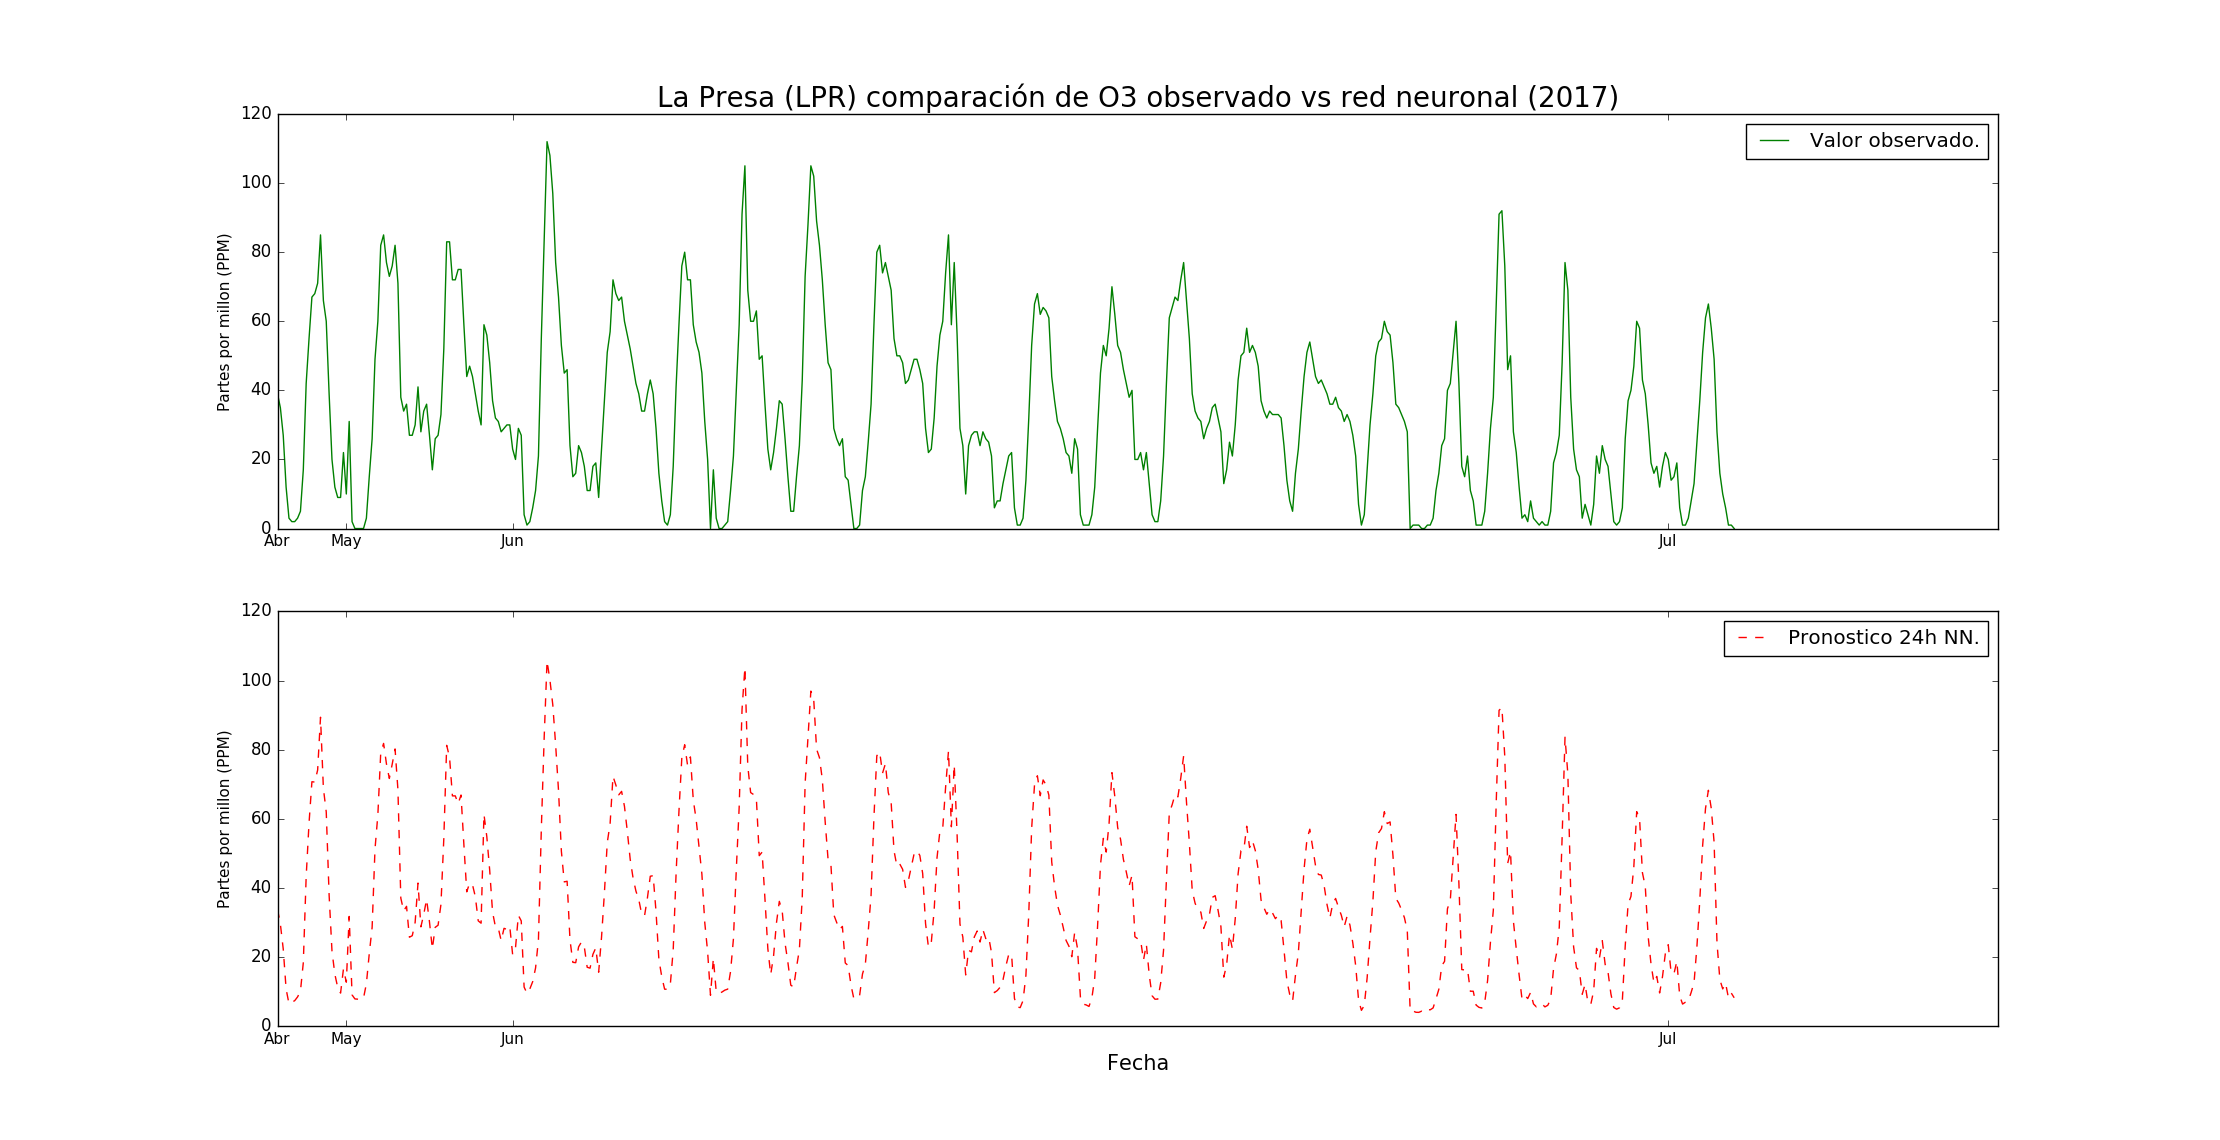 La Presa (LPR) comparación de O3 observado vs red neuronal (2017)
120
100
80
60
40
20
0
Partes por millon (PPM)
Valor observado.
Abr May Jun Jul
120
100
80
60
40
20
0
Partes por millon (PPM)
Pronostico 24h NN.
Abr May Jun Jul
Fecha